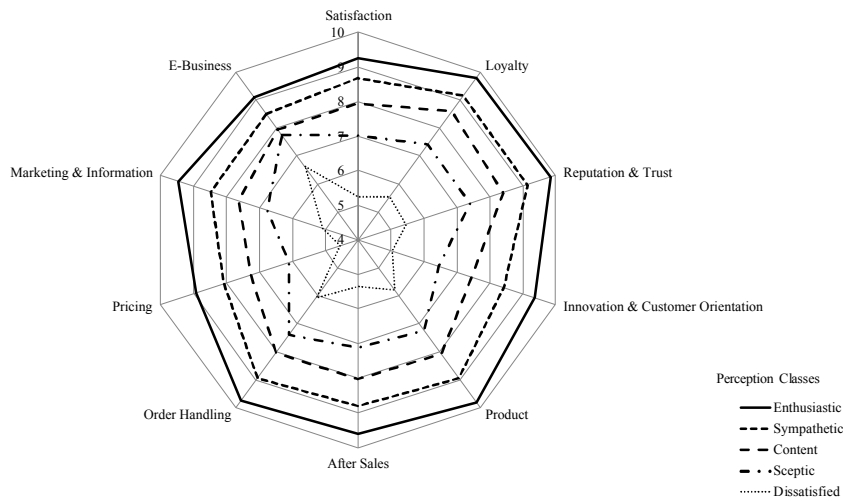 Satisfaction
10
E-Business
Loyalty
9
8
7
Marketing & Information
Reputation & Trust
6
5
4
Pricing
Innovation & Customer Orientation
Order Handling
Product
After Sales
Perception Classes
Enthusiastic
Sympathetic
Content
Sceptic
Dissatisfied